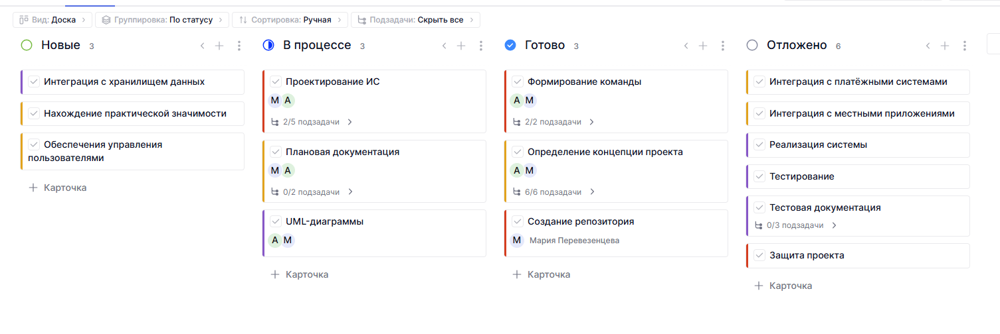 Вид: Доска
Группировка: По статусу
Сортировка: Ручная
Подзадачи: Скрыть все
Новые 3
Интеграция с хранилищем данных
Нахождение практической значимости
Обеспечения управления
пользователями
Карточка
В процессе 3
Проектирование ИС
М А
2/5 подзадачи
Плановая документация
М А
0/2 подзадачи
UML-диаграммы
А М
Карточка
Готово 3
Формирование команды
А М
2/2 подзадачи
Определение концепции проекта
А М
6/6 подзадачи
Создание репозитория
М Мария Перевезенцева
Карточка
Отложено 6
Интеграция с платёжными системами
Интеграция с местными приложениями
Реализация системы
Тестирование
Тестовая документация
0/3 подзадачи
Защита проекта
Карточка